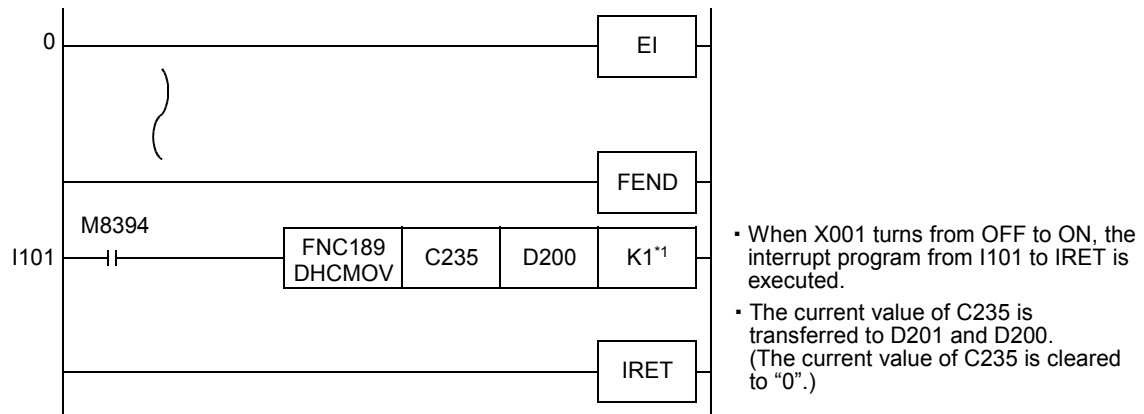 0
EI
FEND
M8394
I101
FNC189
DHCMOV
C235
D200
K1*1
IRET
▪ When X001 turns from OFF to ON, the
interrupt program from I101 to IRET is
executed.
▪ The current value of C235 is
transferred to D201 and D200.
(The current value of C235 is cleared
to “0”.)